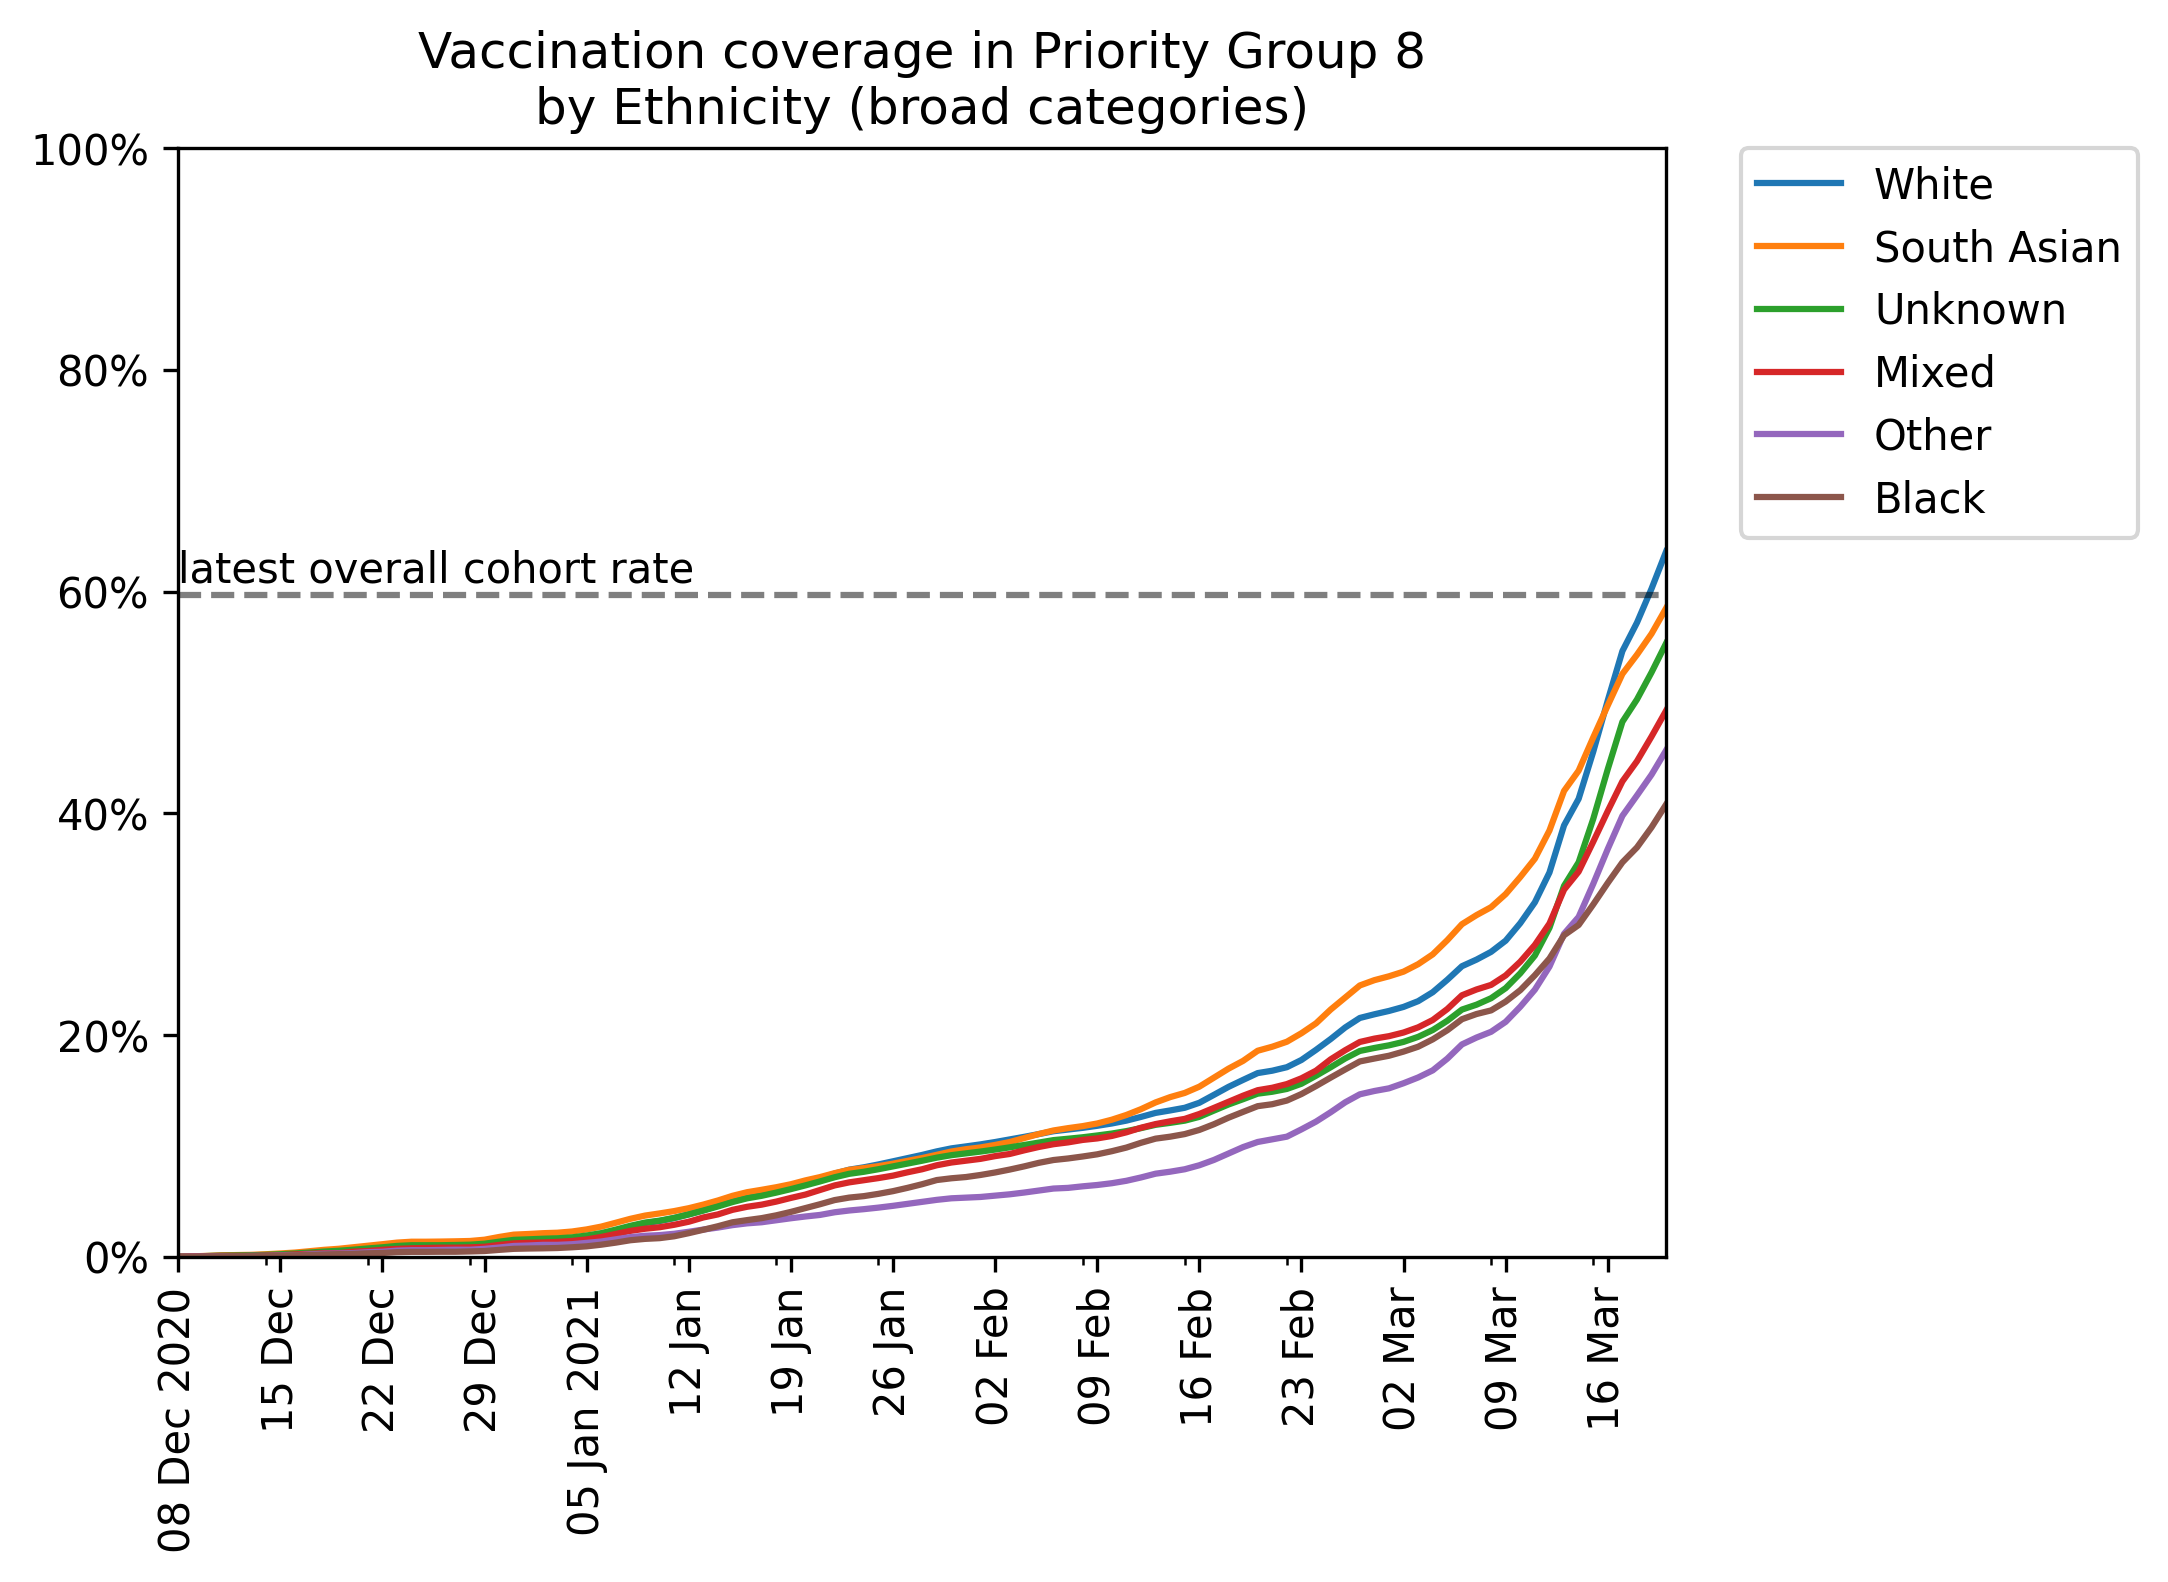 Vaccination coverage in Priority Group 8
by Ethnicity (broad categories)
100%
80%
60%
40%
20%
0%
latest overall cohort rate
08 Dec 2020
15 Dec
22 Dec
29 Dec
05 Jan 2021
12 Jan
19 Jan
26 Jan
02 Feb
09 Feb
16 Feb
23 Feb
02 Mar
09 Mar
16 Mar
White
South Asian
Unknown
Mixed
Other
Black